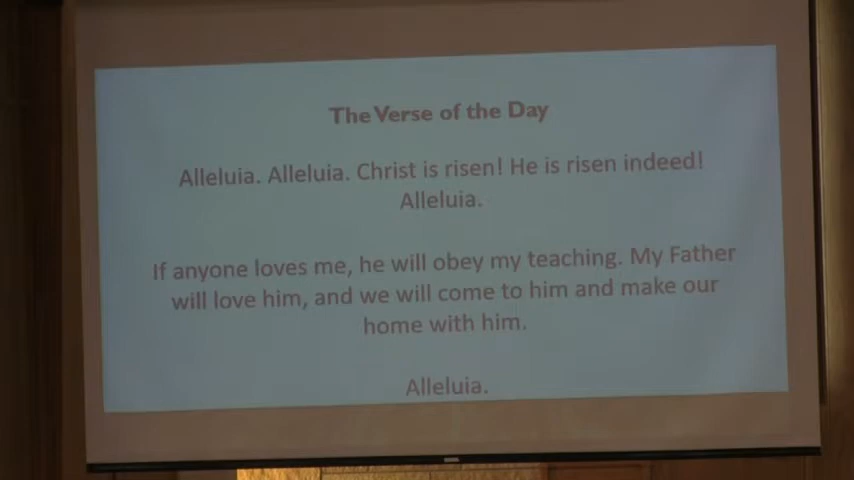 The Verse of the Day
Alleluia. Alleluia. Christ is risen! He is risen indeed!
Alleluia.
If anyone loves me, he will obey my teaching. My Father
will love him, and we will come to him and make our
home with him.
Alleluia.